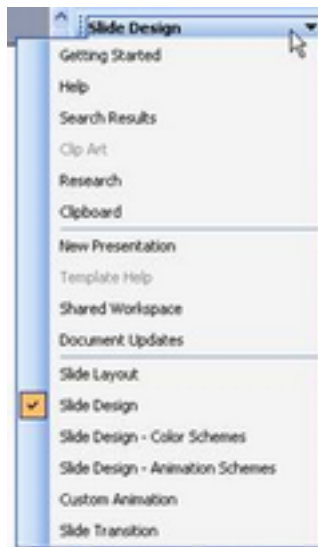 Slide Design
Getting Started
Help
Search Results
Clip Art
Research
Clipboard
New Presentation
Template Help
Shared Workspace
Document Updates
Slide Layout
Slide Design
Slide Design - Color Schemes
Slide Design - Animation Schemes
Custom Animation
Slide Transition